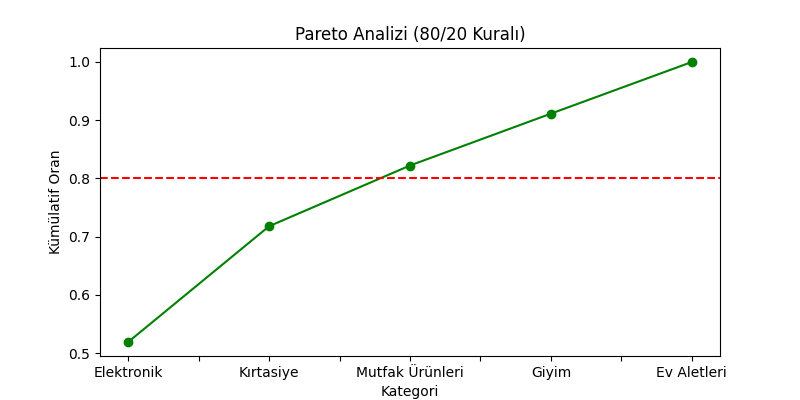 Pareto Analizi (80/20 Kuralı)
Kümülatif Oran
1.0
0.9
0.8
0.7
0.6
0.5
Elektronik Kırtasiye Mutfak Ürünleri Giyim Ev Aletleri
Kategori